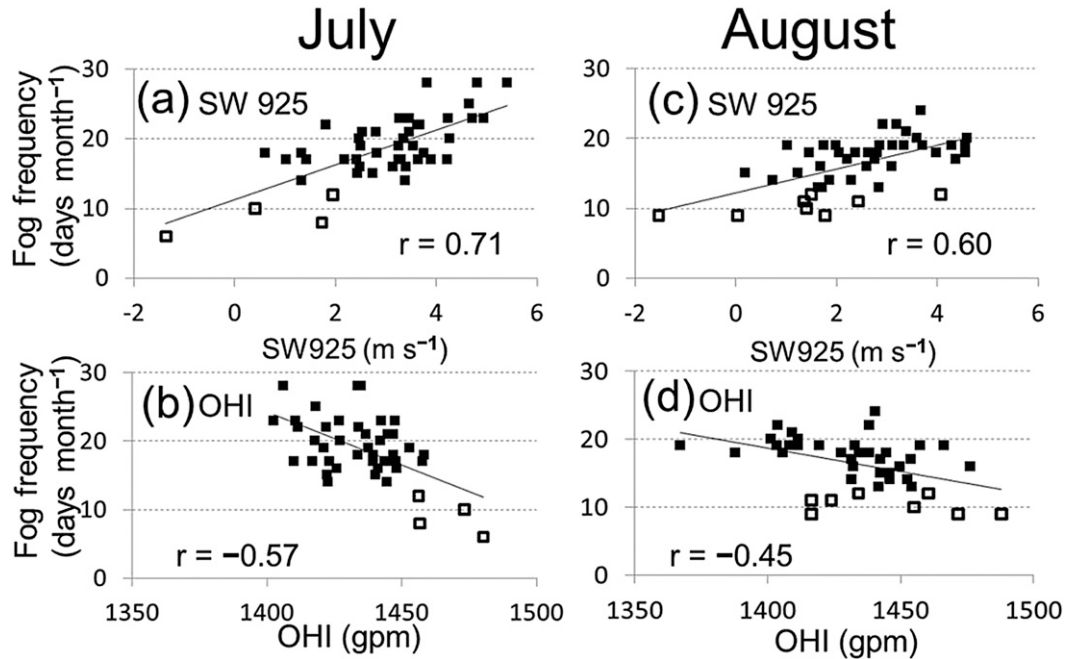 July
August
Fog frequency
(days month⁻¹)
30
20
10
0
(a) SW 925
r = 0.71
-2 0 2 4 6
SW925 (m s⁻¹)
30
20
10
0
(c) SW 925
r = 0.60
-2 0 2 4 6
SW925 (m s⁻¹)
Fog frequency
(days month⁻¹)
30
20
10
0
(b) OHI
r = −0.57
1350 1400 1450 1500
OHI (gpm)
30
20
10
0
(d) OHI
r = −0.45
1350 1400 1450 1500
OHI (gpm)